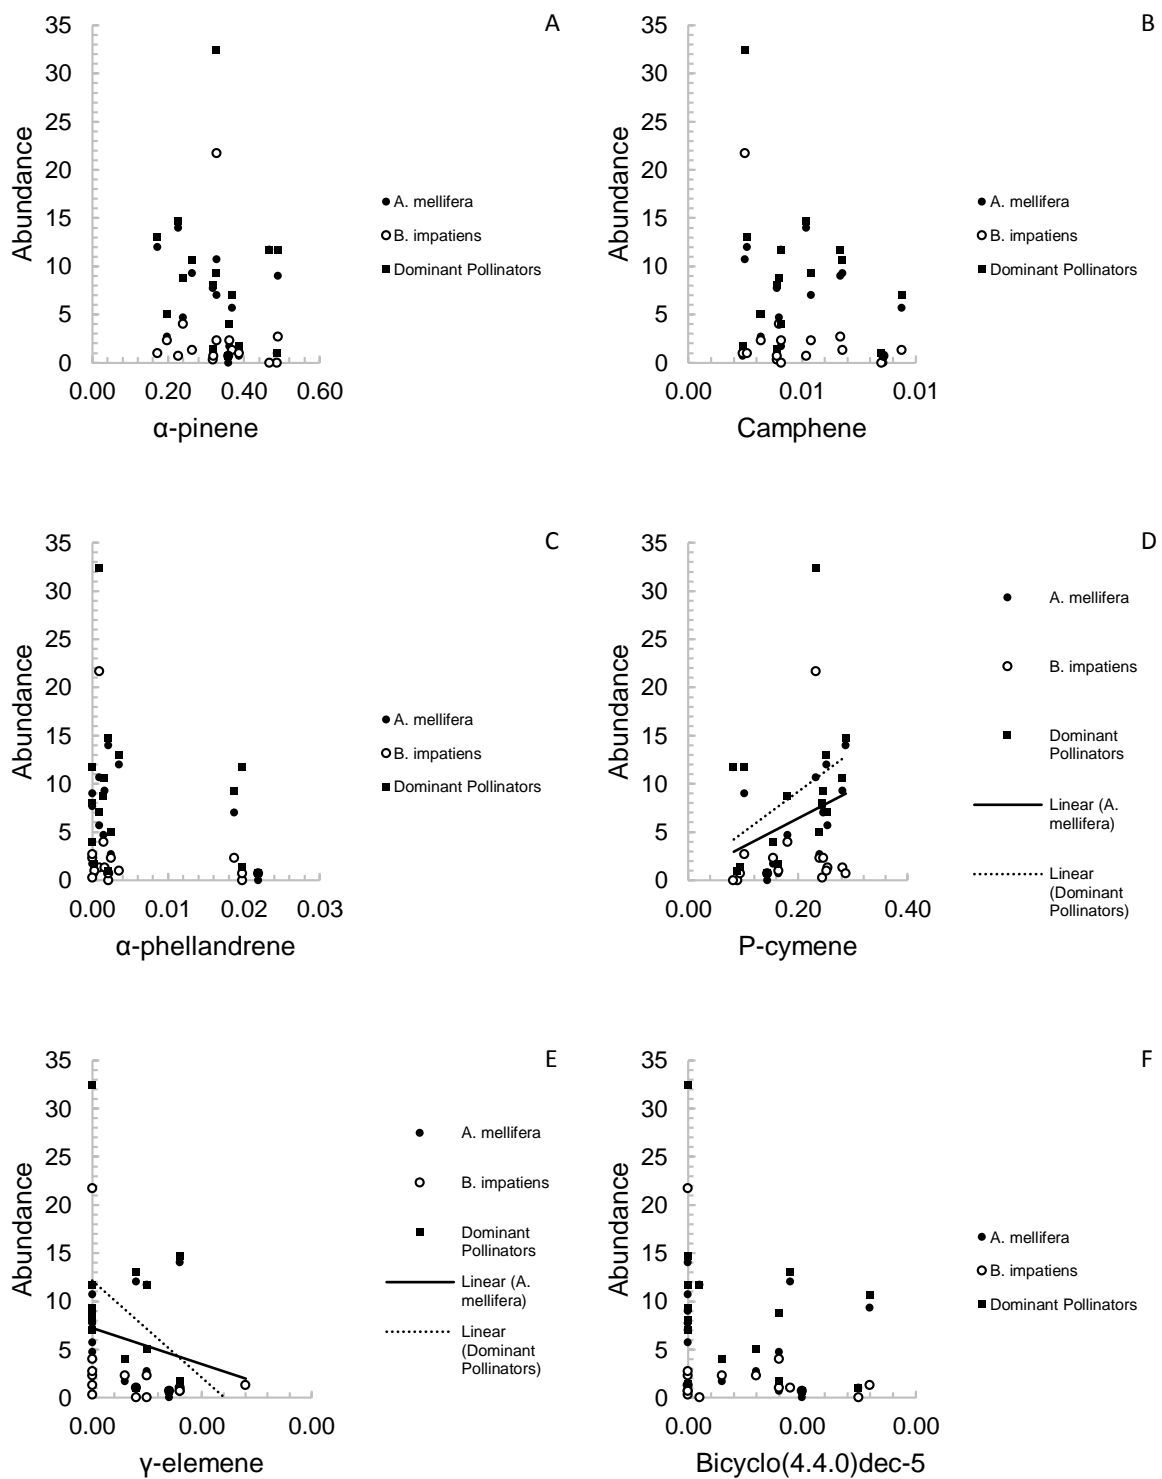 A
35
30
25
20
15
10
5
0
Abundance
0.00 0.20 0.40 0.60
α-pinene
A. mellifera
B. impatiens
Dominant Pollinators
B
35
30
25
20
15
10
5
0
Abundance
0.00 0.01 0.01
Camphene
A. mellifera
B. impatiens
Dominant Pollinators
C
35
30
25
20
15
10
5
0
Abundance
0.00 0.01 0.02 0.03
α-phellandrene
A. mellifera
B. impatiens
Dominant Pollinators
D
35
30
25
20
15
10
5
0
Abundance
0.00 0.20 0.40
P-cymene
A. mellifera
B. impatiens
Dominant
Pollinators
Linear (A.
mellifera)
Linear
(Dominant
Pollinators)
E
35
30
25
20
15
10
5
0
Abundance
0.00 0.00 0.00
γ-elemene
A. mellifera
B. impatiens
Dominant
Pollinators
Linear (A.
mellifera)
Linear
(Dominant
Pollinators)
F
35
30
25
20
15
10
5
0
Abundance
0.00 0.00 0.00
Bicyclo(4.4.0)dec-5
A. mellifera
B. impatiens
Dominant Pollinators